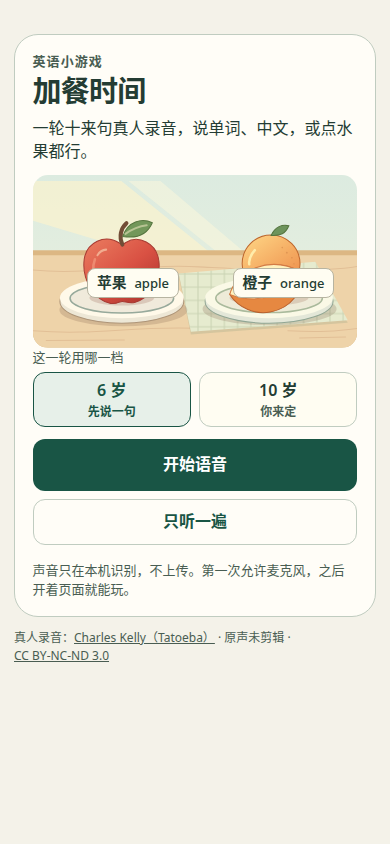 英语小游戏
加餐时间
一轮十来句真人录音，说单词、中文，或点水
果都行。
苹果 apple
橙子 orange
这一轮用哪一档
6 岁
先说一句
10 岁
你来定
开始语音
只听一遍
声音只在本机识别，不上传。第一次允许麦克风，之后
开着页面就能玩。
真人录音：Charles Kelly（Tatoeba） · 原声未剪辑 ·
CC BY-NC-ND 3.0